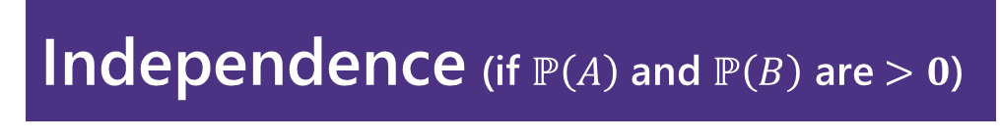 Independence (if ℙ(𝐴) and ℙ(𝐵) are > 𝟎)